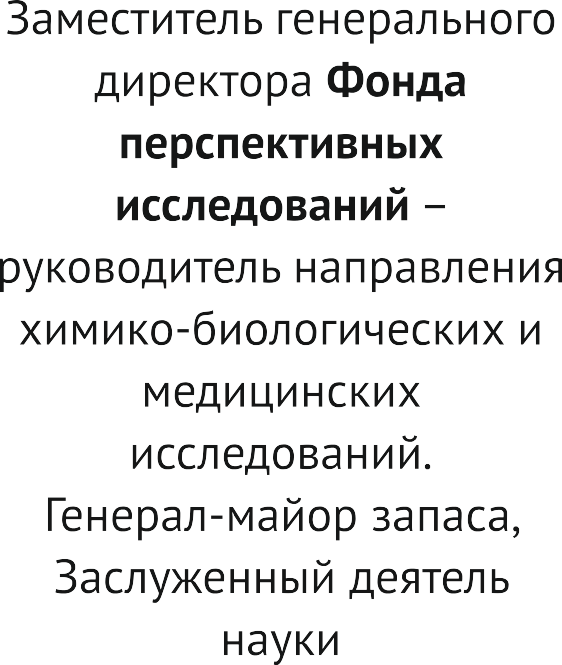 Заместитель генерального
директора Фонда
перспективных
исследований –
руководитель направления
химико-биологических и
медицинских
исследований.
Генерал-майор запаса,
Заслуженный деятель
науки